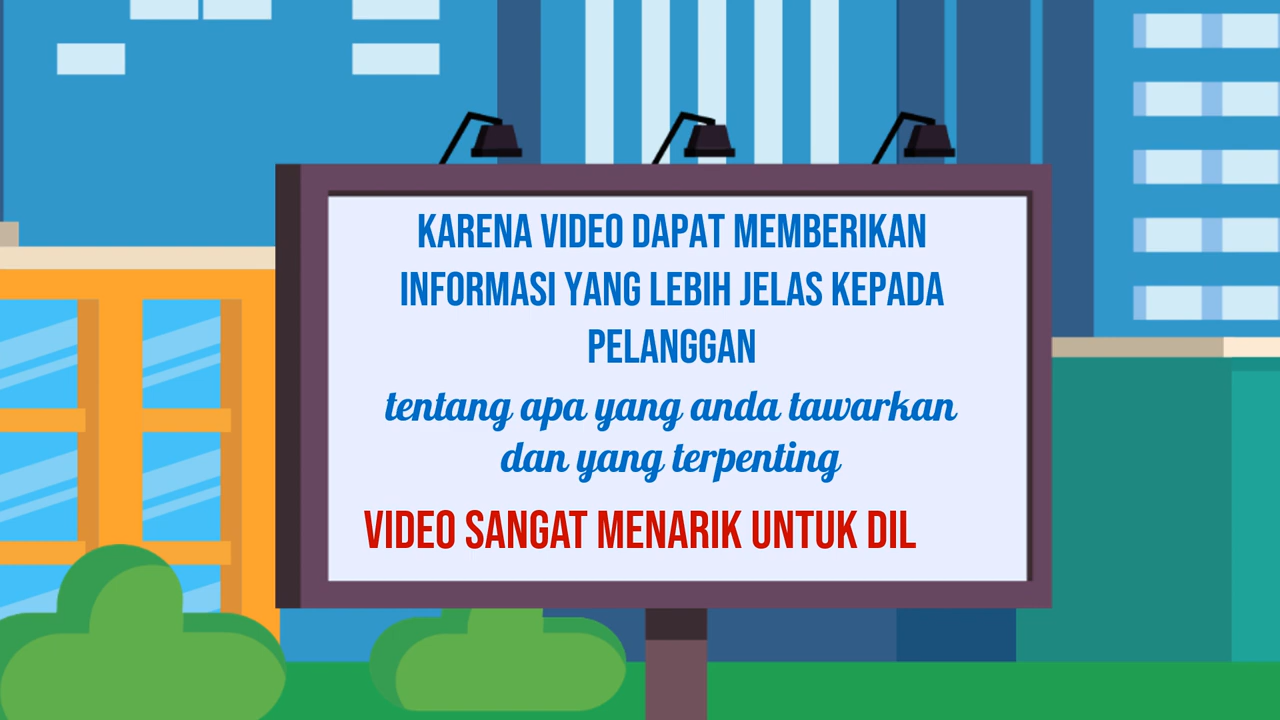 KARENA VIDEO DAPAT MEMBERIKAN
INFORMASI YANG LEBIH JELAS KEPADA
PELANGGAN
tentang apa yang anda tawarkan
dan yang terpenting
VIDEO SANGAT MENARIK UNTUK DIL